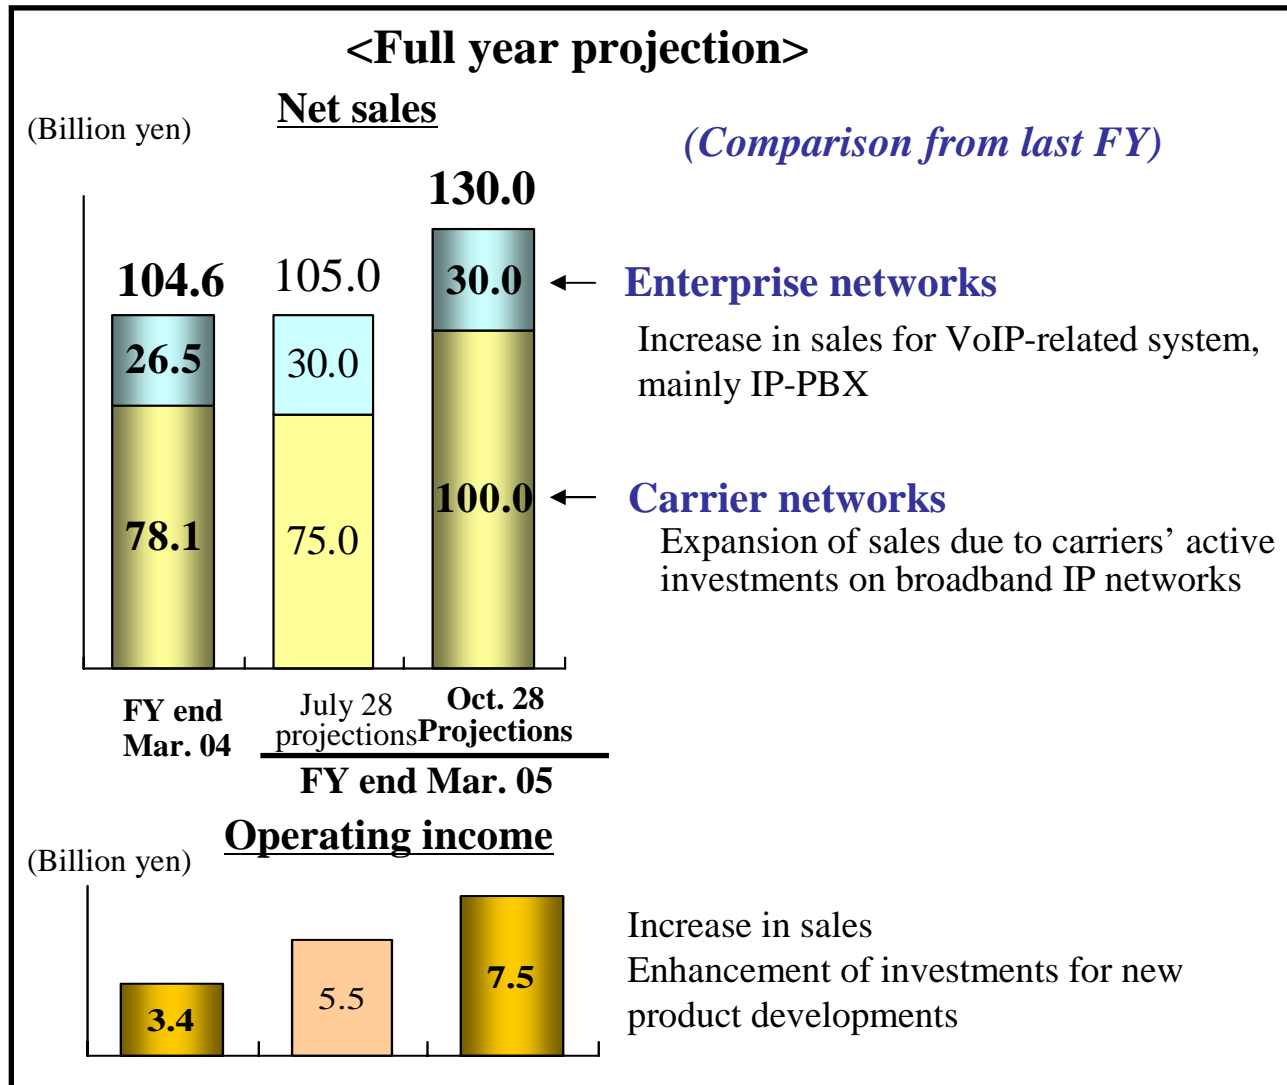 <Full year projection>
Net sales
(Billion yen)
(Comparison from last FY)
130.0
104.6
105.0
30.0
Enterprise networks
26.5
30.0
Increase in sales for VoIP-related system,
mainly IP-PBX
100.0
Carrier networks
78.1
75.0
Expansion of sales due to carriers’ active
investments on broadband IP networks
FY end
Mar. 04
July 28
projections
Oct. 28
Projections
FY end Mar. 05
Operating income
(Billion yen)
3.4
5.5
7.5
Increase in sales
Enhancement of investments for new
product developments